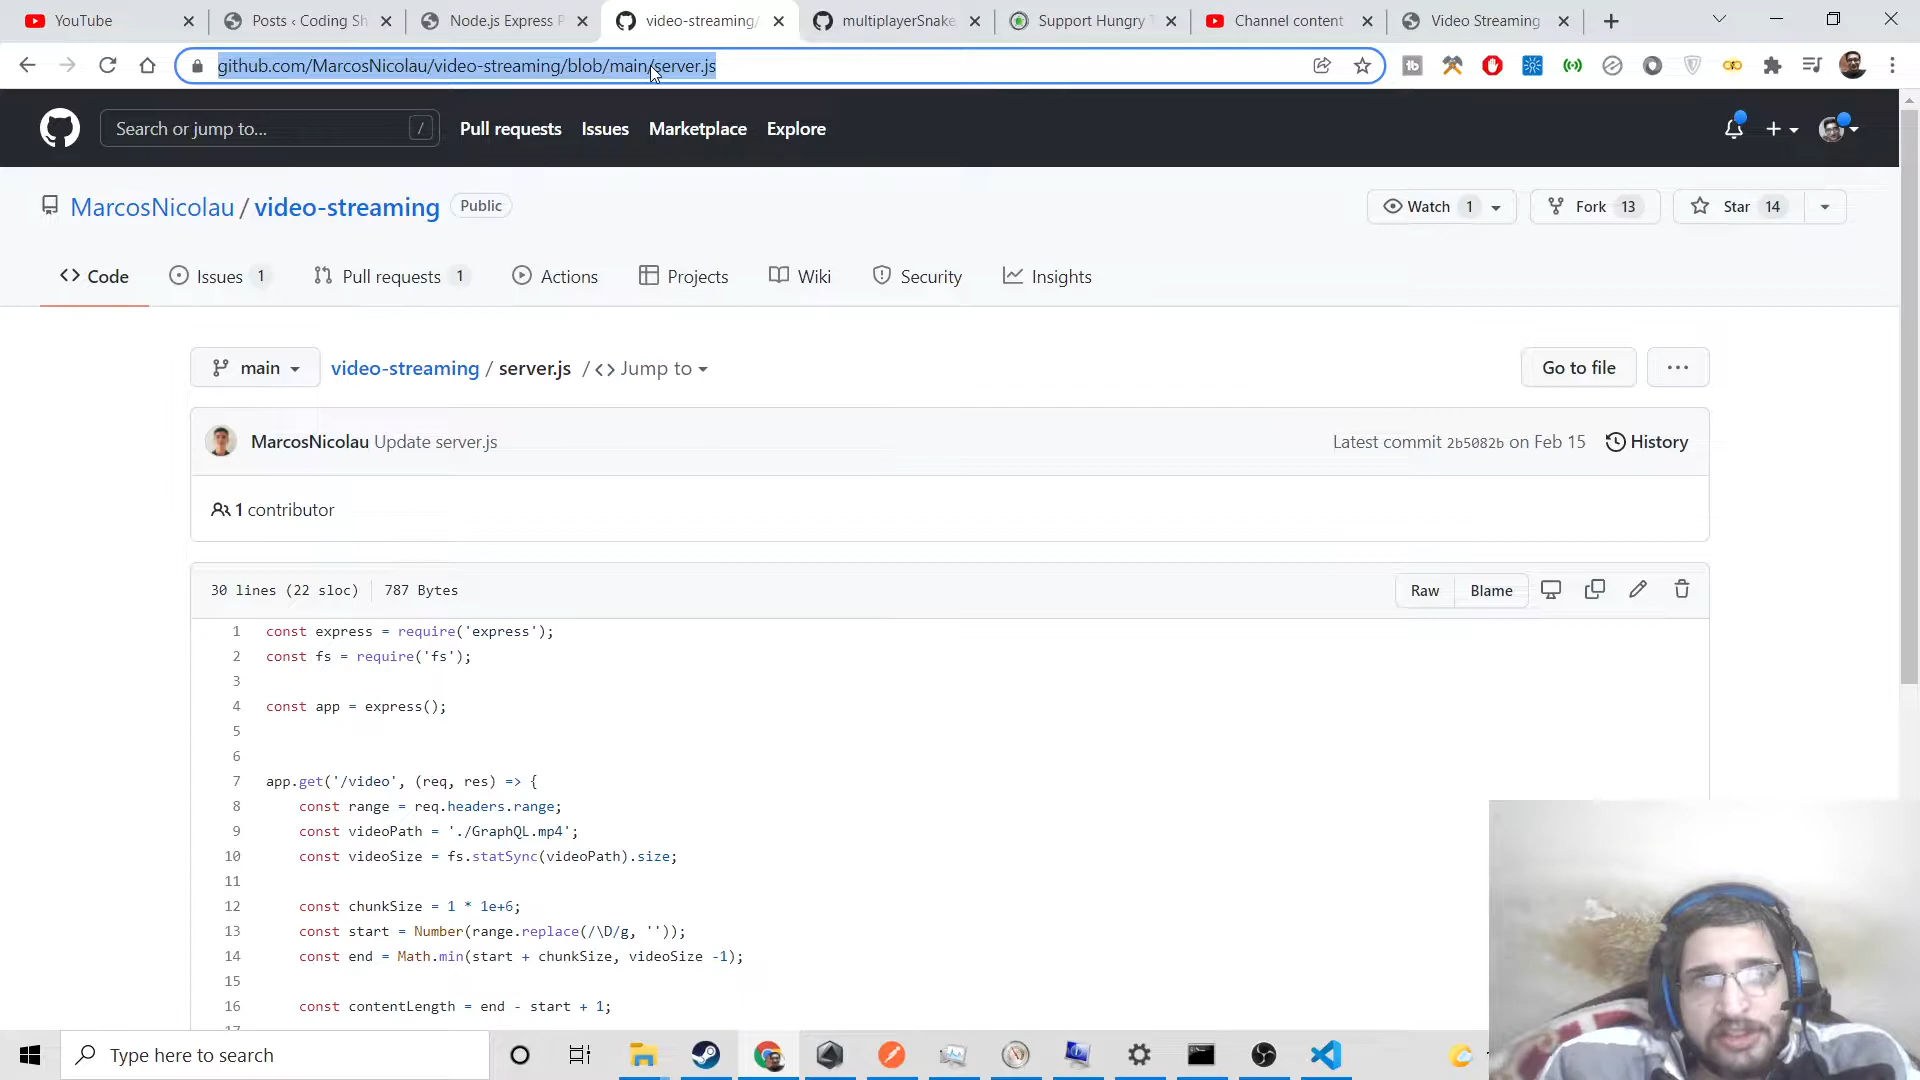 YouTube
Posts ‹ Coding Sh
Node.js Express P
video-streaming/
multiplayerSnake
Support Hungry T
Channel content
Video Streaming
github.com/MarcosNicolau/video-streaming/blob/main/server.js
Search or jump to...
/
Pull requests
Issues
Marketplace
Explore
MarcosNicolau / video-streaming
Public
Watch 1
Fork 13
Star 14
Code
Issues 1
Pull requests 1
Actions
Projects
Wiki
Security
Insights
main
video-streaming / server.js / <> Jump to
Go to file
...
MarcosNicolau Update server.js
Latest commit 2b5082b on Feb 15
History
1 contributor
30 lines (22 sloc)
787 Bytes
Raw
Blame
1 const express = require('express');
2 const fs = require('fs');
3
4 const app = express();
5
6
7 app.get('/video', (req, res) => {
8 const range = req.headers.range;
9 const videoPath = './GraphQL.mp4';
10 const videoSize = fs.statSync(videoPath).size;
11
12 const chunkSize = 1 * 1e+6;
13 const start = Number(range.replace(/\D/g, ''));
14 const end = Math.min(start + chunkSize, videoSize -1);
15
16 const contentLength = end - start + 1;
17
Type here to search